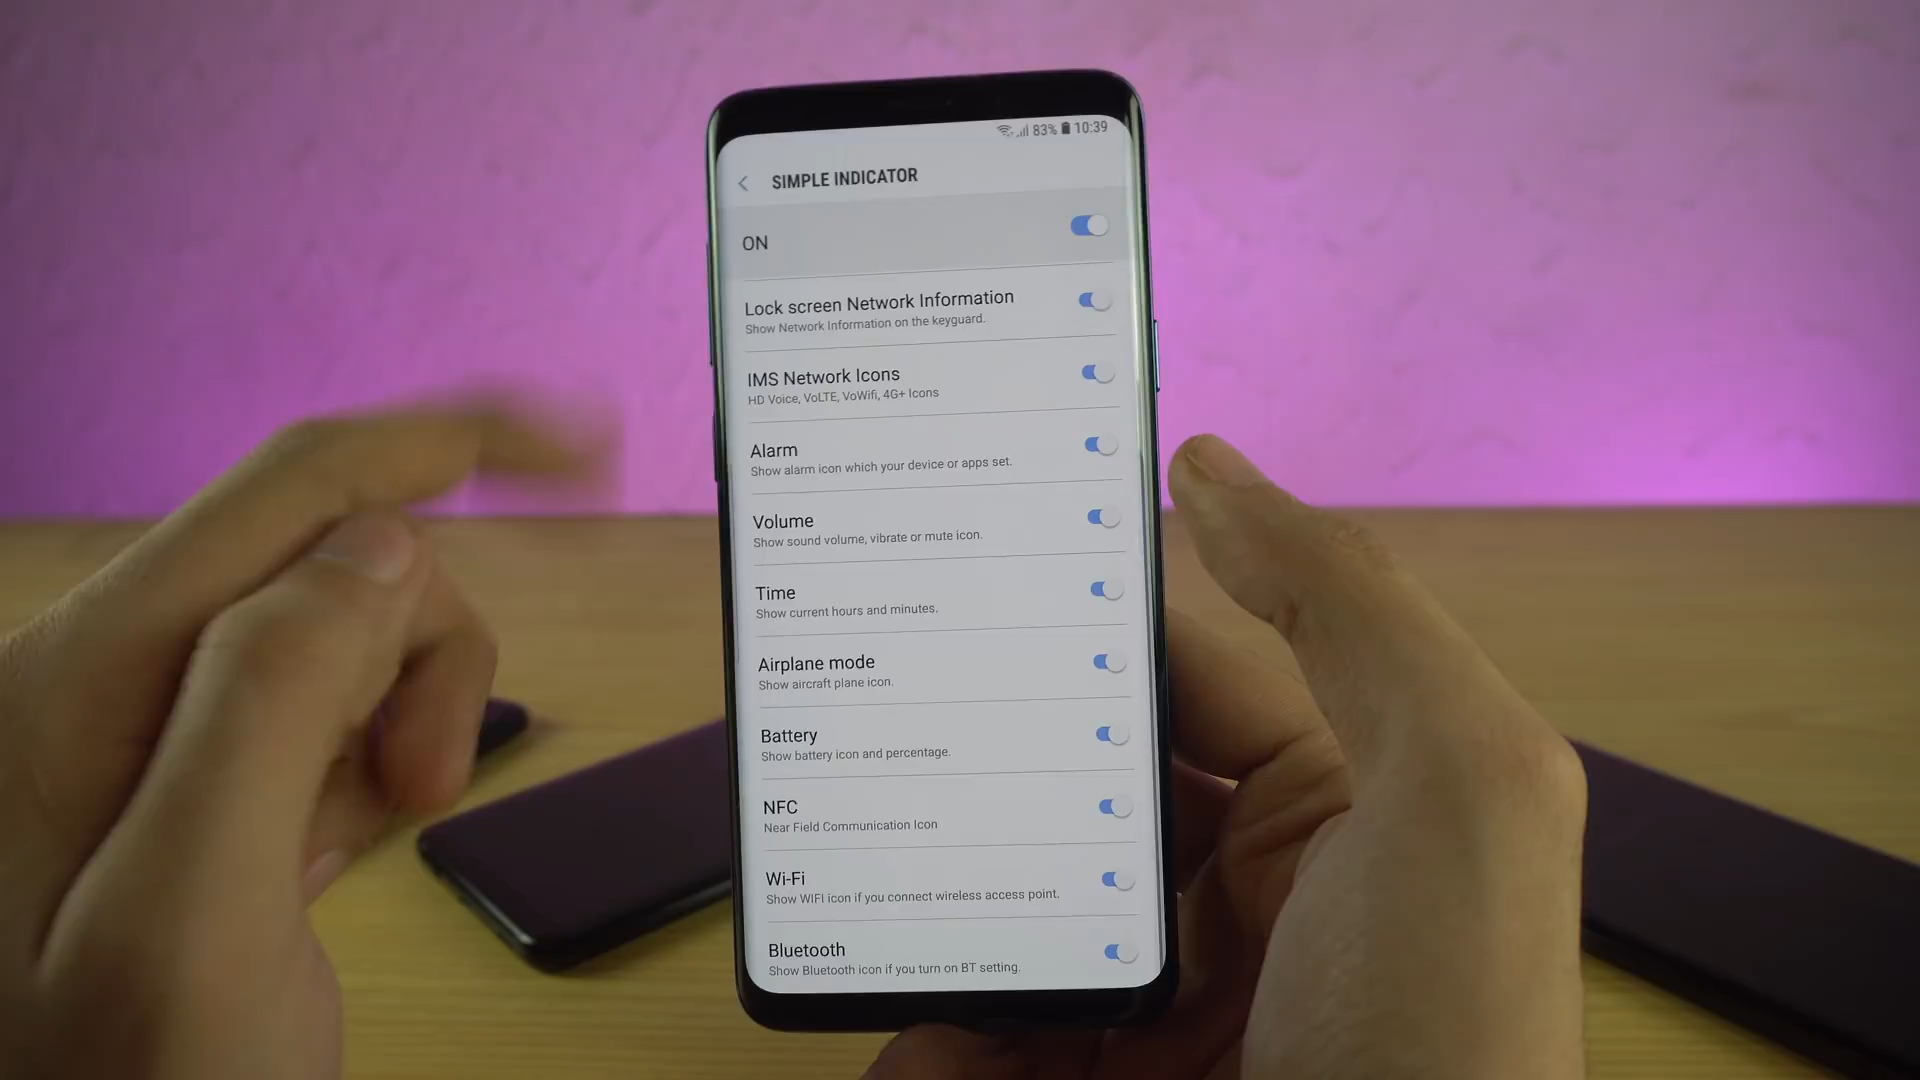 83% 10:39
SIMPLE INDICATOR
ON
Lock screen Network Information
Show Network Information on the keyguard.
IMS Network Icons
HD Voice, VoLTE, VoWifi, 4G+ Icons
Alarm
Show alarm icon which your device or apps set.
Volume
Show sound volume, vibrate or mute icon.
Time
Show current hours and minutes.
Airplane mode
Show aircraft plane icon.
Battery
Show battery icon and percentage.
NFC
Near Field Communication Icon
Wi-Fi
Show WIFI icon if you connect wireless access point.
Bluetooth
Show Bluetooth icon if you turn on BT setting.